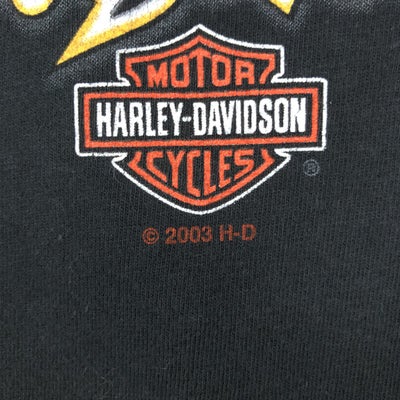 MOTOR
HARLEY-DAVIDSON
CYCLES
®
© 2003 H-D